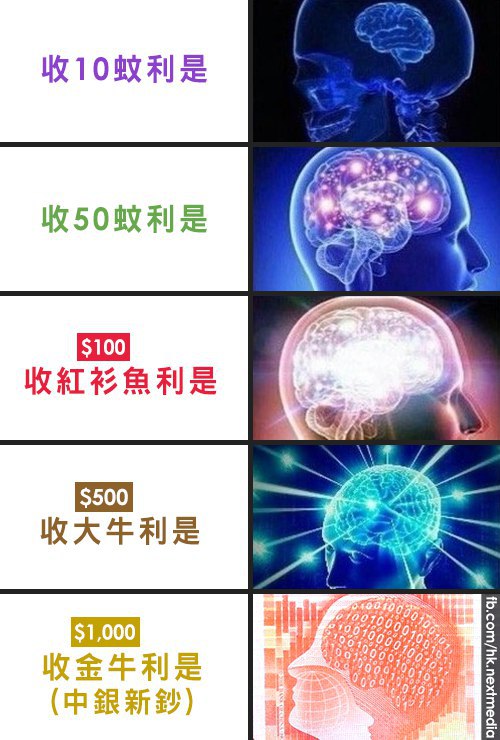 收10蚊利是
收50蚊利是
$100
收紅衫魚利是
$500
收大牛利是
$1,000
收金牛利是
(中銀新鈔)
fb.com/hk.nextmedia